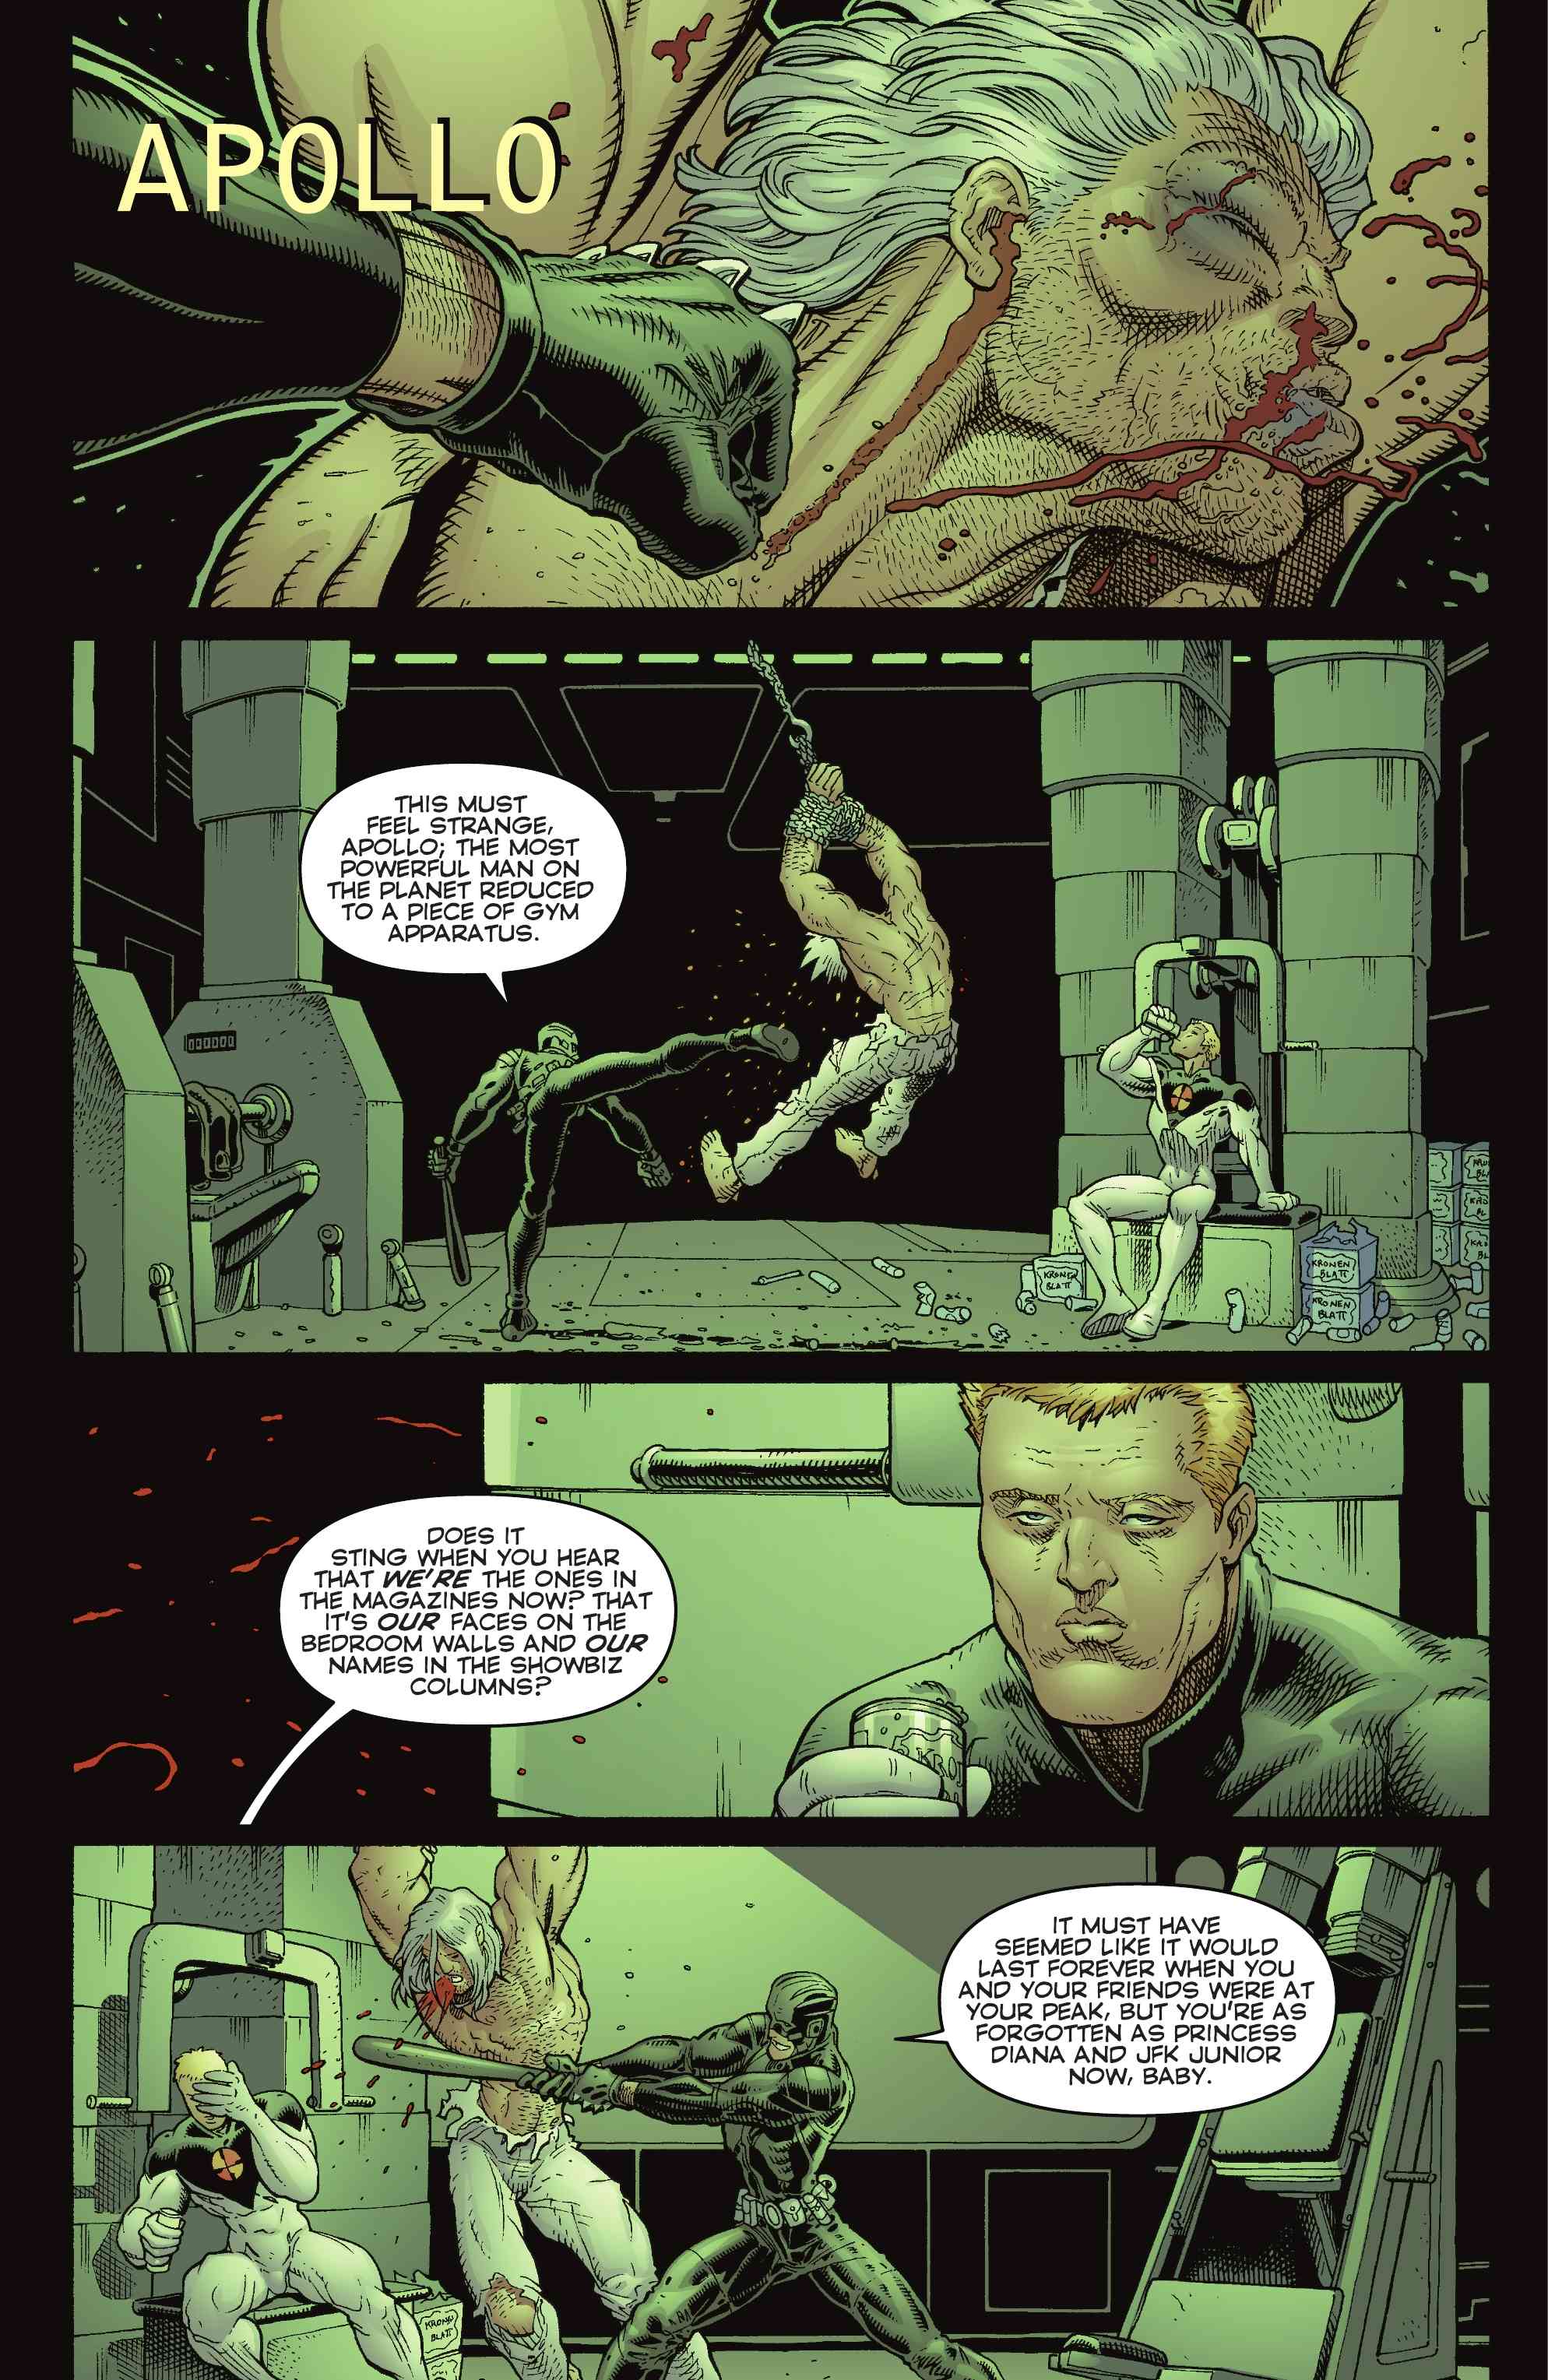 APOLLO
THIS MUST
FEEL STRANGE,
APOLLO; THE MOST
POWERFUL MAN ON
THE PLANET REDUCED
TO A PIECE OF GYM
APPARATUS.
KRONEN
BLATT
KRONEN
BLATT
KRONEN
BLATT
DOES IT
STING WHEN YOU HEAR
THAT WE'RE THE ONES IN
THE MAGAZINES NOW? THAT
IT'S OUR FACES ON THE
BEDROOM WALLS AND OUR
NAMES IN THE SHOWBIZ
COLUMNS?
IT MUST HAVE
SEEMED LIKE IT WOULD
LAST FOREVER WHEN YOU
AND YOUR FRIENDS WERE AT
YOUR PEAK, BUT YOU'RE AS
FORGOTTEN AS PRINCESS
DIANA AND JFK JUNIOR
NOW, BABY.
KRONEN
BLATT